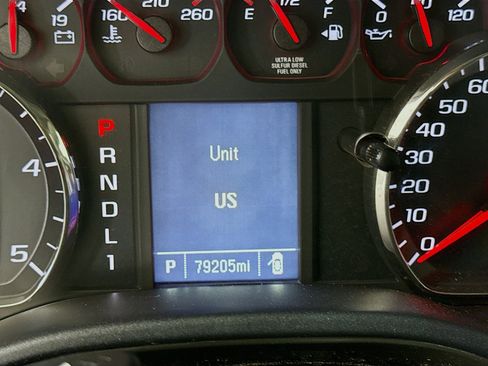 14 19
160 210 260
E 1/2 F
ULTRA LOW
SULFUR DIESEL
FUEL ONLY
0 120
P
R
N
D
L
1
4
5
Unit
US
P 79205mi
60
50
40
30
20
10
0